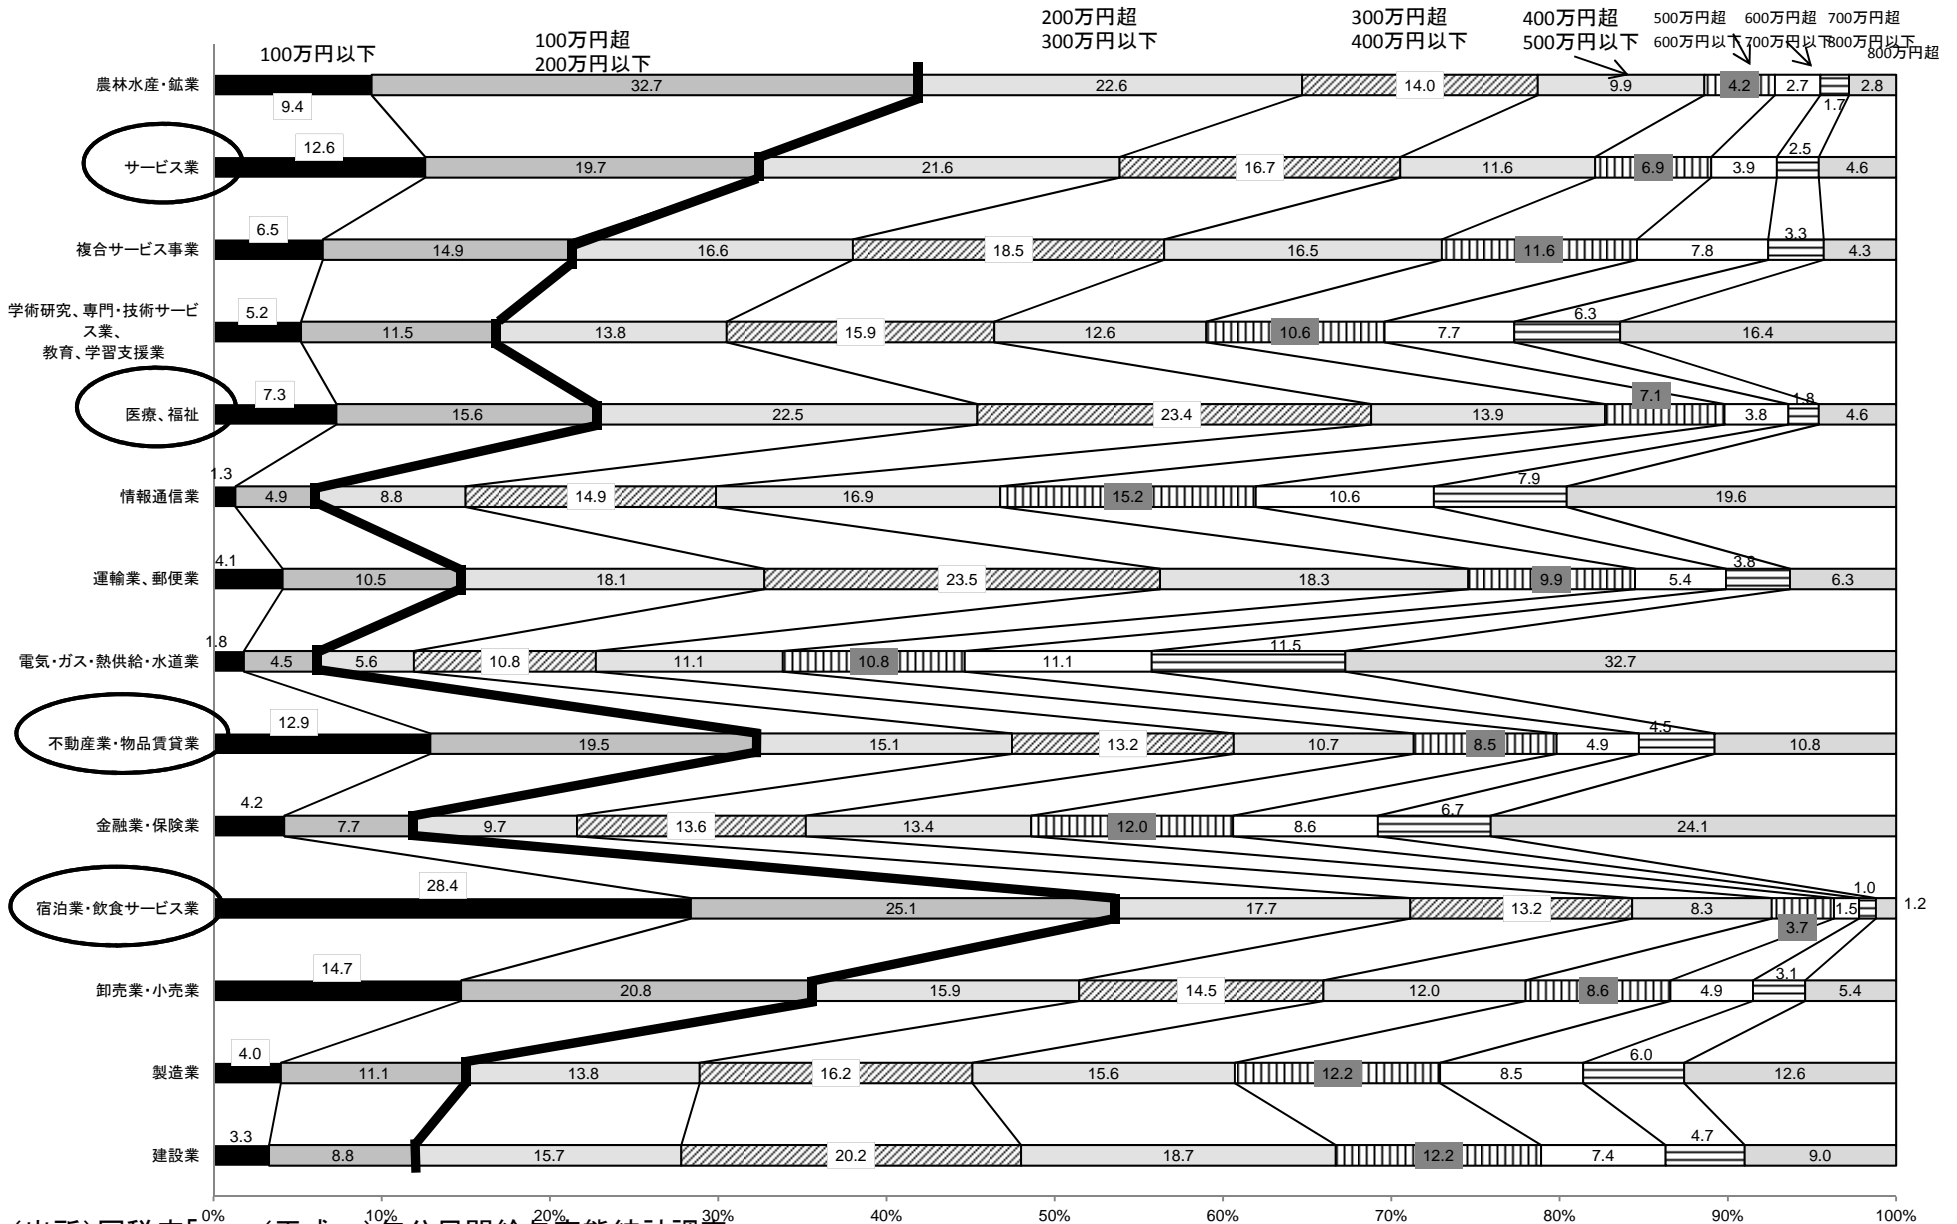 100万円以下
100万円超
200万円以下
200万円超
300万円以下
300万円超
400万円以下
400万円超
500万円以下
500万円超
600万円以下
600万円超
700万円以下
700万円超
800万円以下
800万円超
農林水産・鉱業
9.4 32.7 22.6 14.0 9.9 4.2 2.7 1.7 2.8
サービス業
12.6 19.7 21.6 16.7 11.6 6.9 3.9 2.5 4.6
複合サービス事業
6.5 14.9 16.6 18.5 16.5 11.6 7.8 3.3 4.3
学術研究、専門・技術サービ
ス業、
教育、学習支援業
5.2 11.5 13.8 15.9 12.6 10.6 7.7 6.3 16.4
医療、福祉
7.3 15.6 22.5 23.4 13.9 7.1 3.8 1.8 4.6
情報通信業
1.3 4.9 8.8 14.9 16.9 15.2 10.6 7.9 19.6
運輸業、郵便業
4.1 10.5 18.1 23.5 18.3 9.9 5.4 3.8 6.3
電気・ガス・熱供給・水道業
1.8 4.5 5.6 10.8 11.1 10.8 11.1 11.5 32.7
不動産業・物品賃貸業
12.9 19.5 15.1 13.2 10.7 8.5 4.9 4.5 10.8
金融業・保険業
4.2 7.7 9.7 13.6 13.4 12.0 8.6 6.7 24.1
宿泊業・飲食サービス業
28.4 25.1 17.7 13.2 8.3 3.7 1.5 1.0 1.2
卸売業・小売業
14.7 20.8 15.9 14.5 12.0 8.6 4.9 3.1 5.4
製造業
4.0 11.1 13.8 16.2 15.6 12.2 8.5 6.0 12.6
建設業
3.3 8.8 15.7 20.2 18.7 12.2 7.4 4.7 9.0
0% 10% 20% 30% 40% 50% 60% 70% 80% 90% 100%